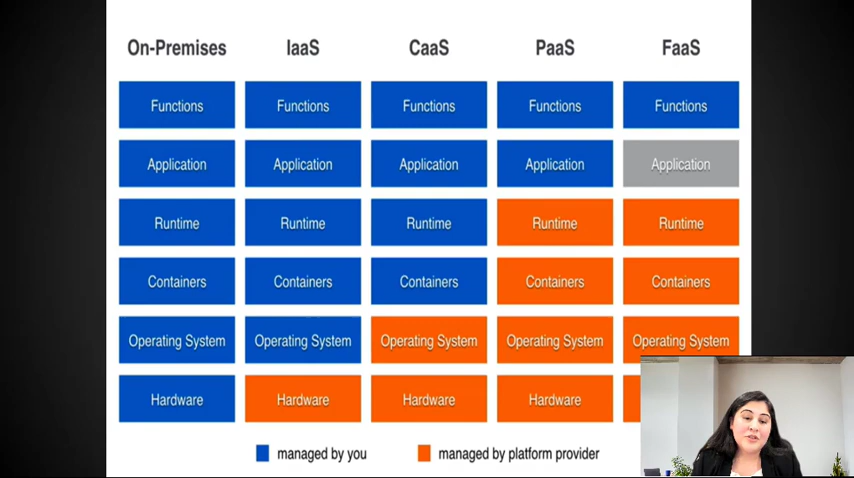 On-Premises IaaS CaaS PaaS FaaS
Functions Functions Functions Functions Functions
Application Application Application Application Application
Runtime Runtime Runtime Runtime Runtime
Containers Containers Containers Containers Containers
Operating System Operating System Operating System Operating System Operating System
Hardware Hardware Hardware Hardware
managed by you managed by platform provider